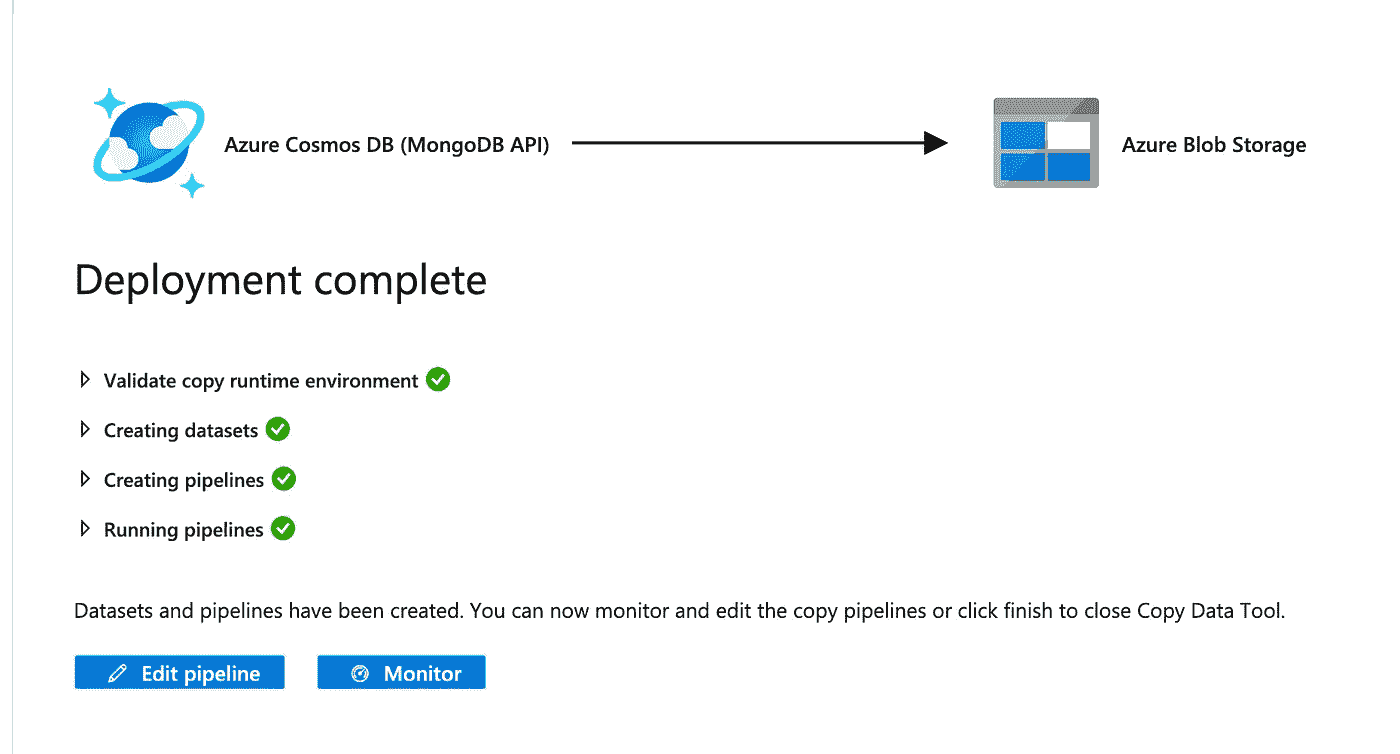 Azure Cosmos DB (MongoDB API)
Azure Blob Storage
Deployment complete
Validate copy runtime environment
Creating datasets
Creating pipelines
Running pipelines
Datasets and pipelines have been created. You can now monitor and edit the copy pipelines or click finish to close Copy Data Tool.
Edit pipeline
Monitor